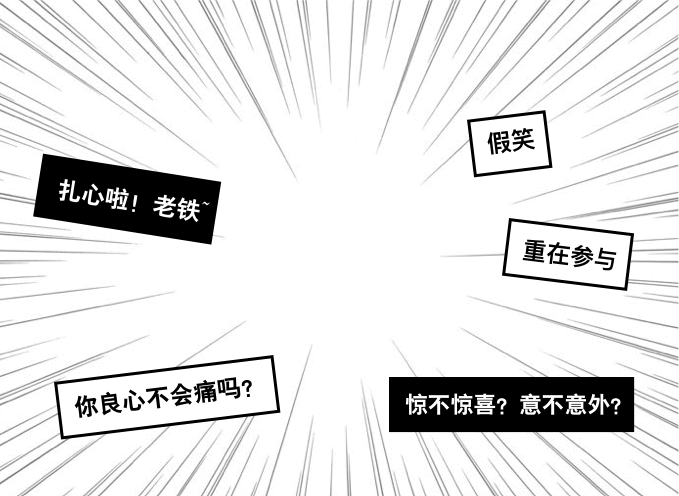 假笑
扎心啦！老铁~
重在参与
你良心不会痛吗？
惊不惊喜？意不意外？